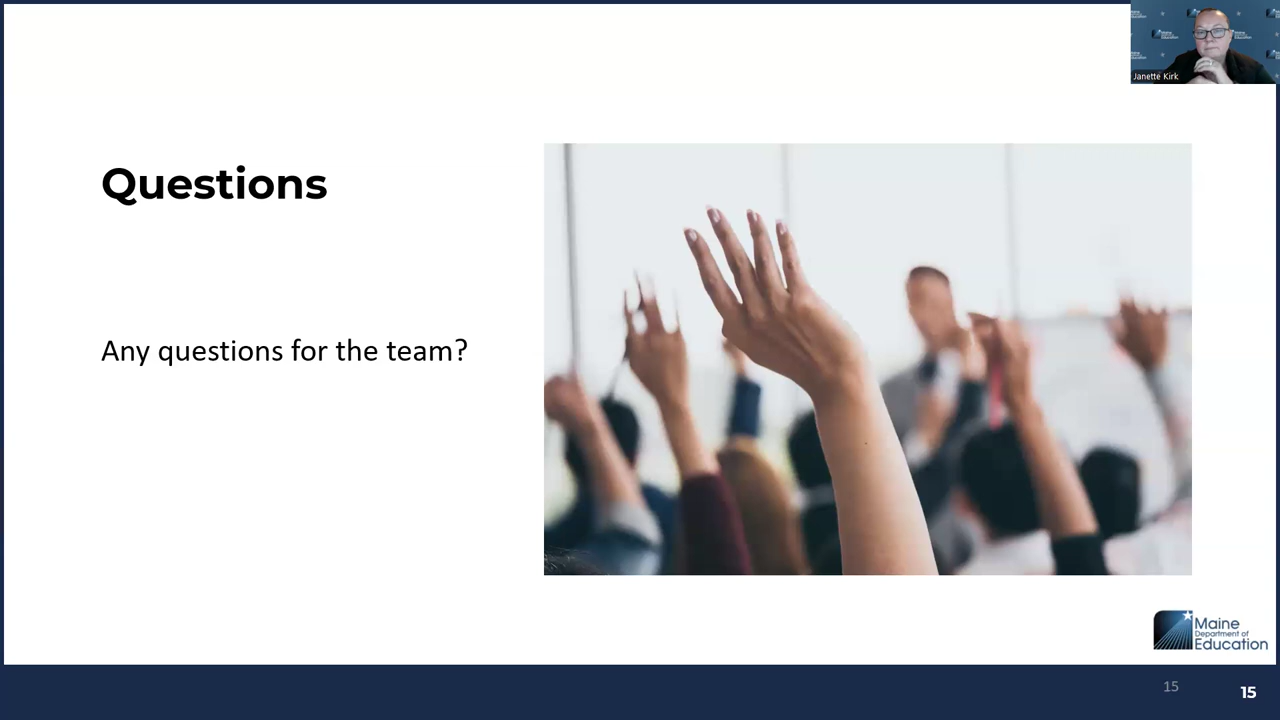 Janette Kirk
Questions
Any questions for the team?
Maine
Department of
Education
15
15